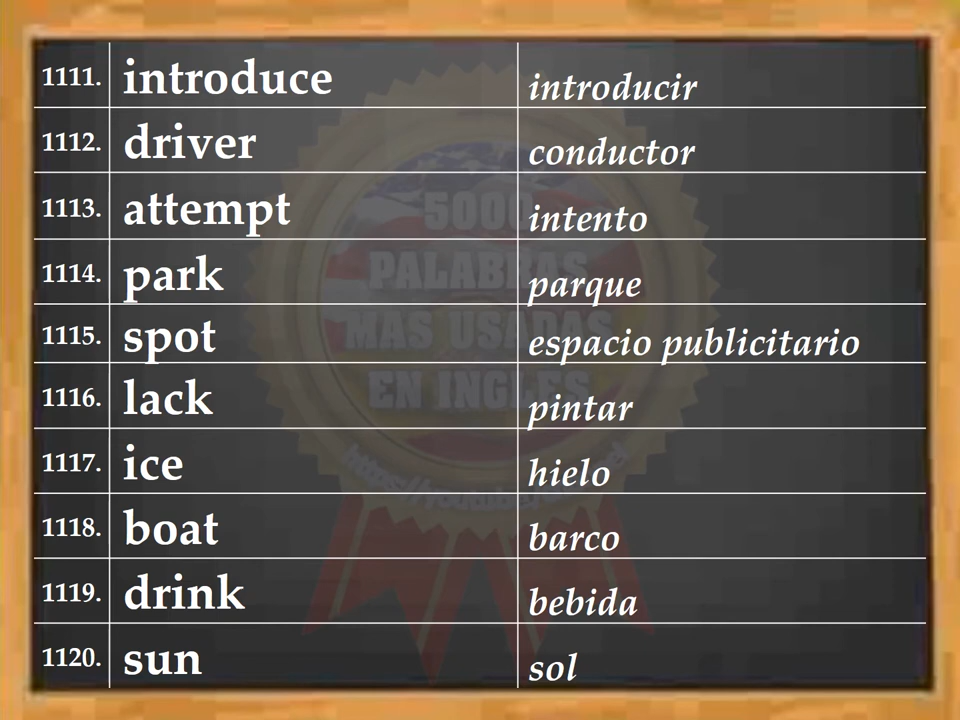 1111. introduce introducir
1112. driver conductor
1113. attempt intento
1114. park parque
1115. spot espacio publicitario
1116. lack pintar
1117. ice hielo
1118. boat barco
1119. drink bebida
1120. sun sol
5000
PALABRAS
MAS USADAS
EN INGLES